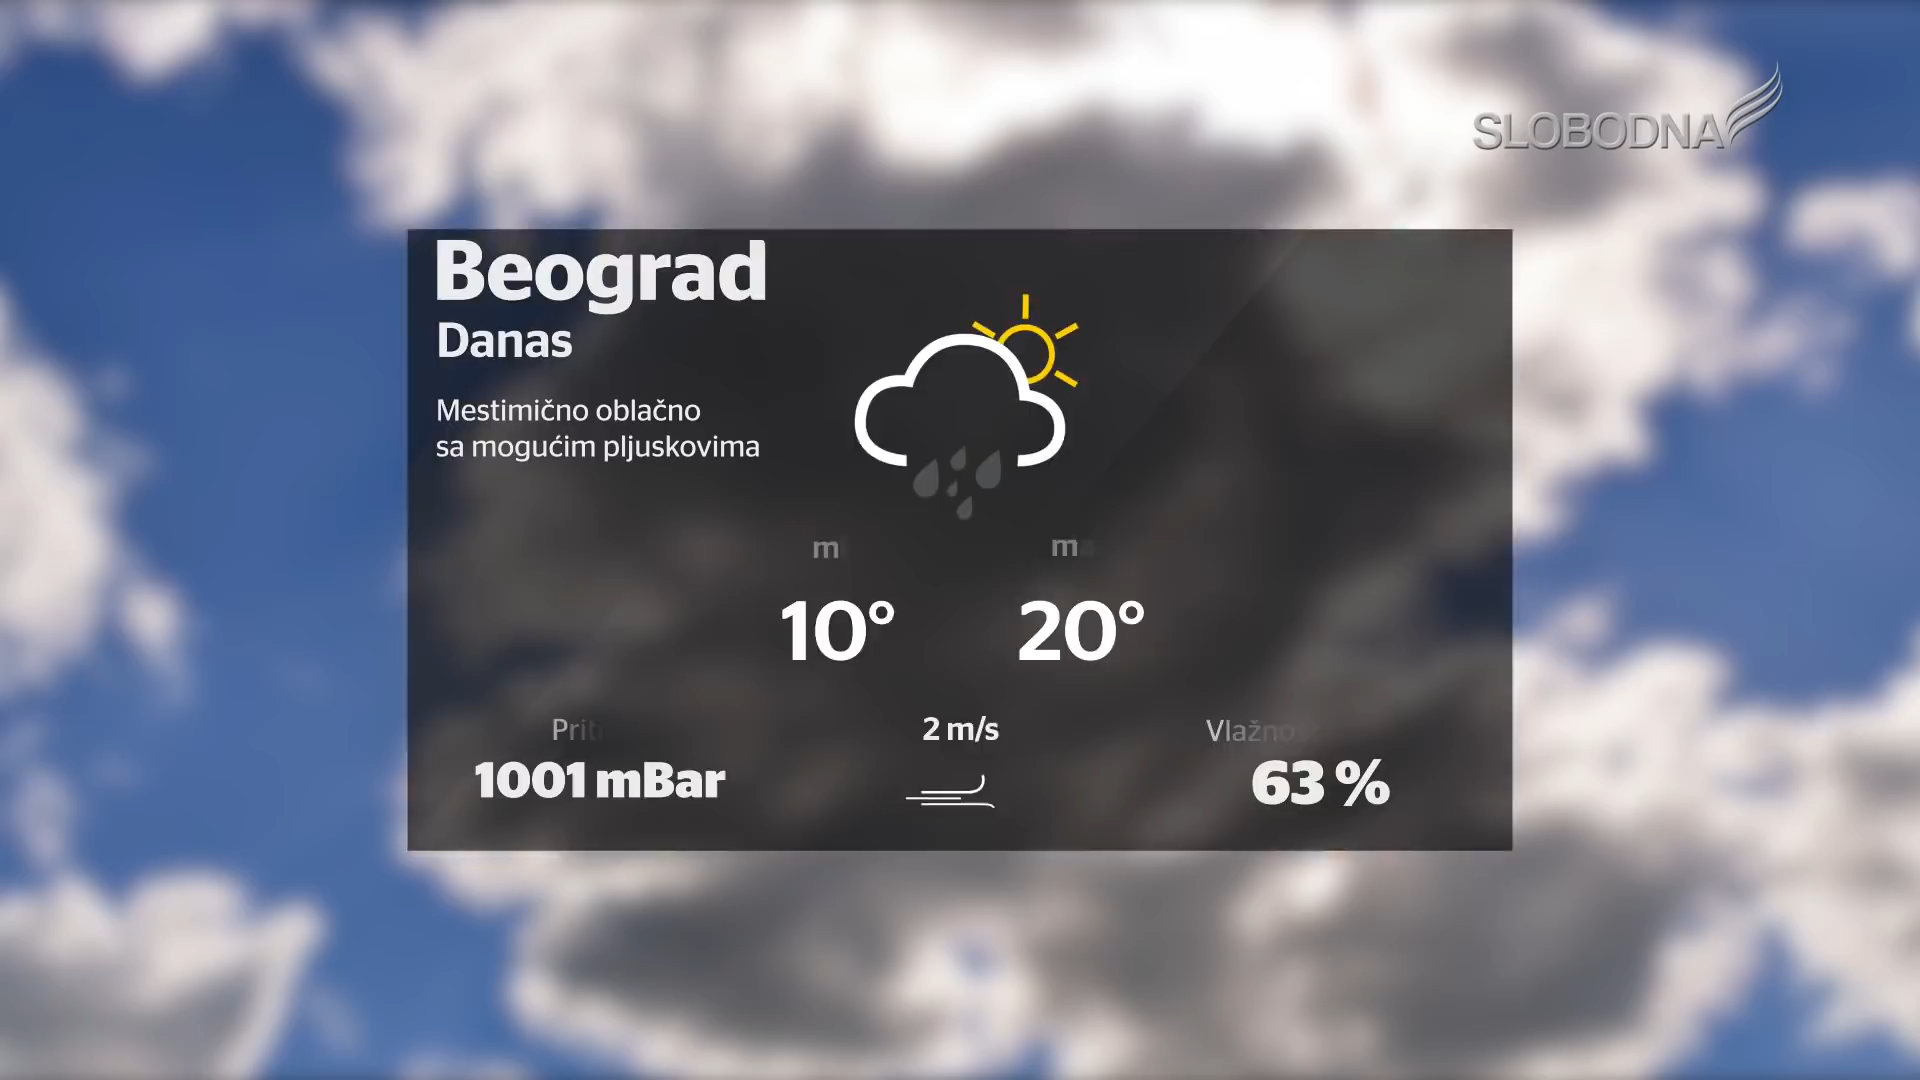 SLOBODNA
Beograd
Danas
Mestimično oblačno
sa mogućim pljuskovima
m
m
10°
20°
2 m/s
1001 mBar
63 %